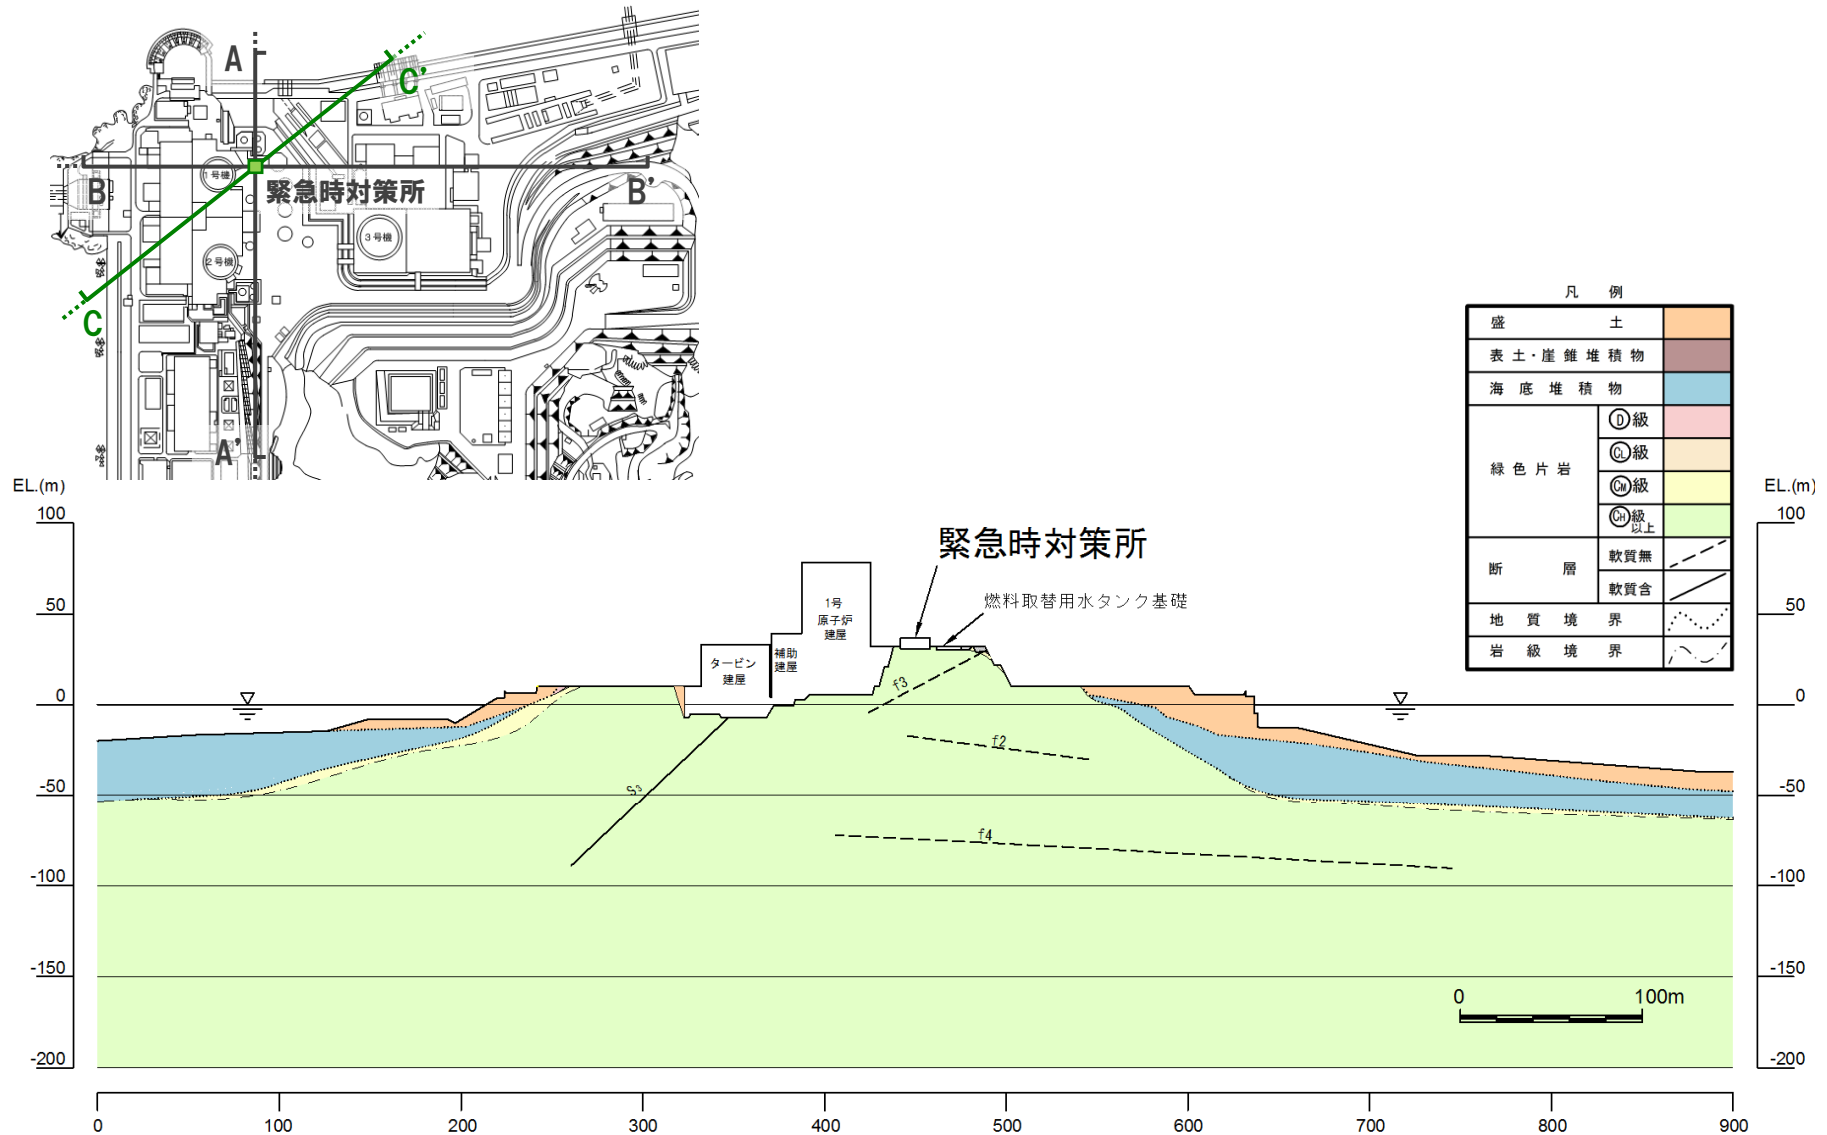 A
C'
1号機
B
緊急時対策所
B'
3号機
2号機
C
A'
凡 例
盛 土
表土・崖錐堆積物
海底堆積物
緑色片岩
D級
CL級
CM級
CH級以上
断 層
軟質無
軟質含
地質境界
岩級境界
EL.(m)
100
50
0
-50
-100
-150
-200
EL.(m)
100
50
0
-50
-100
-150
-200
緊急時対策所
燃料取替用水タンク基礎
1号
原子炉
建屋
補助
建屋
タービン
建屋
f3
f2
S3
f4
0 100m
0 100 200 300 400 500 600 700 800 900